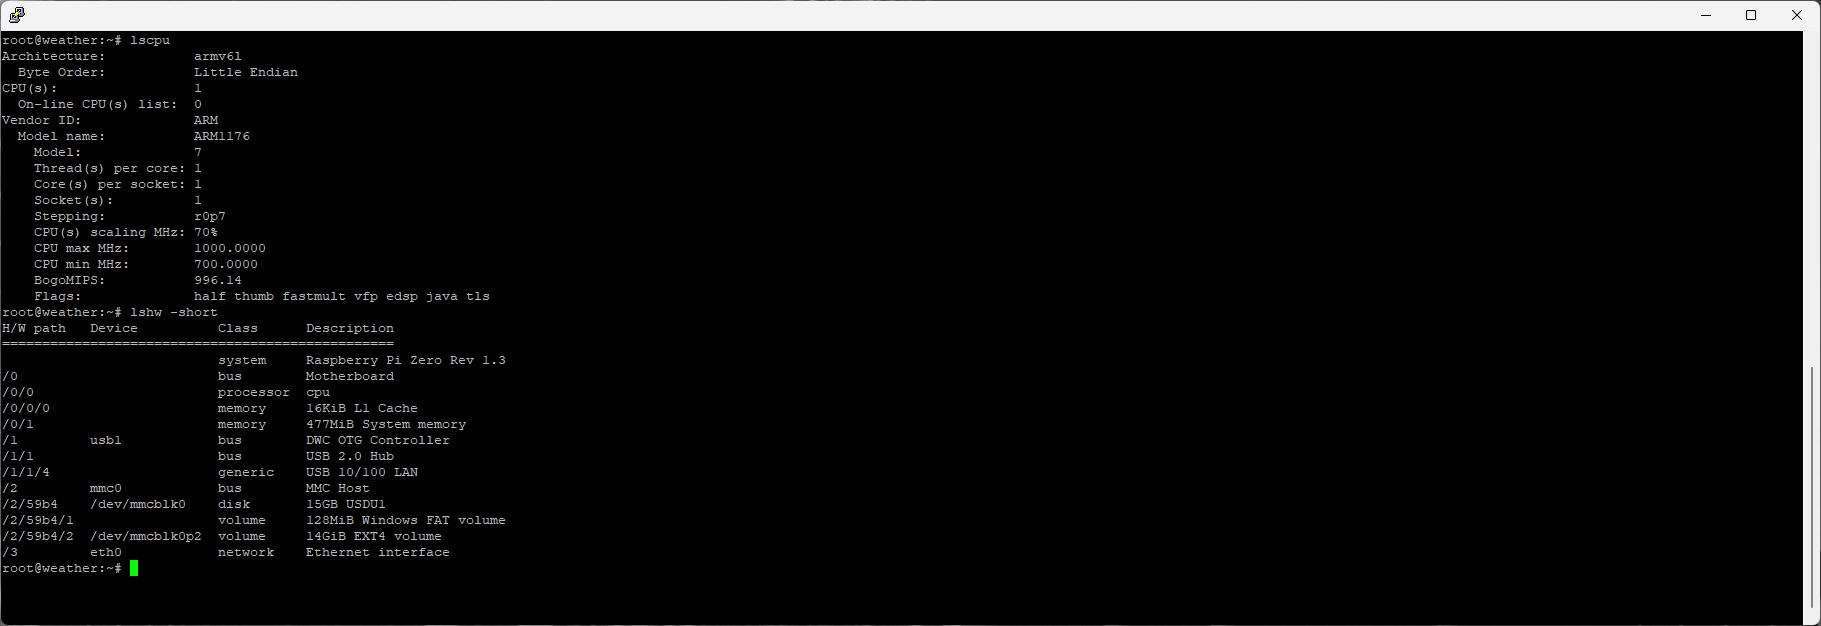 root@weather:~# lscpu
Architecture:           armv6l
  Byte Order:           Little Endian
CPU(s):                 1
  On-line CPU(s) list:  0
Vendor ID:              ARM
  Model name:           ARM1176
    Model:              7
    Thread(s) per core: 1
    Core(s) per socket: 1
    Socket(s):          1
    Stepping:           r0p7
    CPU(s) scaling MHz: 70%
    CPU max MHz:        1000.0000
    CPU min MHz:        700.0000
    BogoMIPS:           996.14
    Flags:              half thumb fastmult vfp edsp java tls
root@weather:~# lshw -short
H/W path   Device          Class      Description
=================================================
                           system     Raspberry Pi Zero Rev 1.3
/0                         bus        Motherboard
/0/0                       processor  cpu
/0/0/0                     memory     16KiB L1 Cache
/0/1                       memory     477MiB System memory
/1         usb1            bus        DWC OTG Controller
/1/1                       bus        USB 2.0 Hub
/1/1/4                     generic    USB 10/100 LAN
/2         mmc0            bus        MMC Host
/2/59b4    /dev/mmcblk0    disk       15GB USDU1
/2/59b4/1                  volume     128MiB Windows FAT volume
/2/59b4/2  /dev/mmcblk0p2  volume     14GiB EXT4 volume
/3         eth0            network    Ethernet interface
root@weather:~#